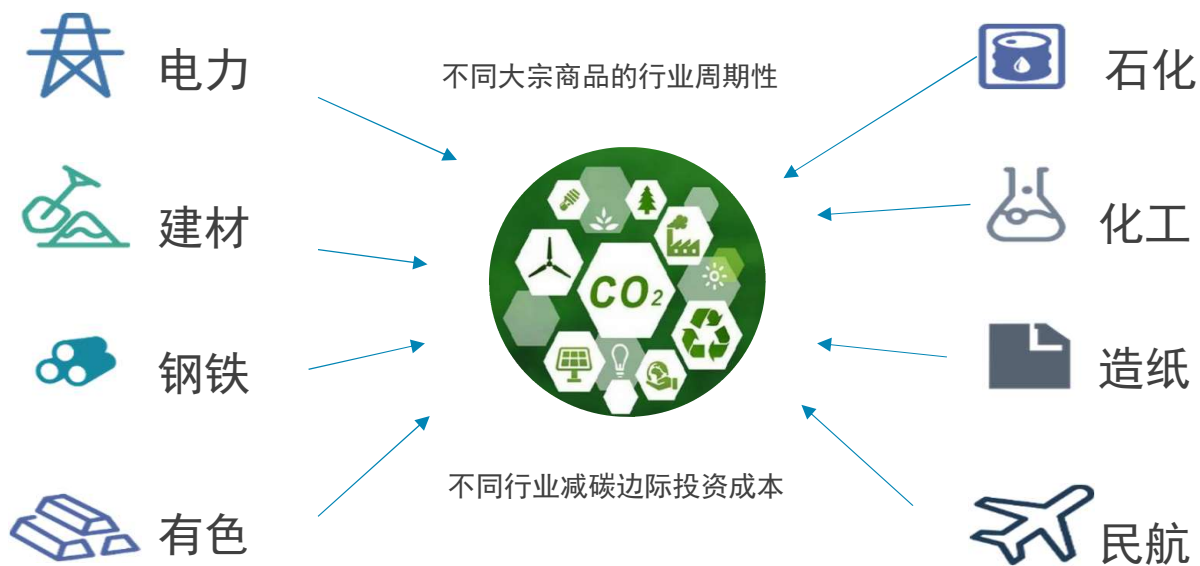 电力
不同大宗商品的行业周期性
石化
建材
化工
CO2
钢铁
造纸
不同行业减碳边际投资成本
有色
民航